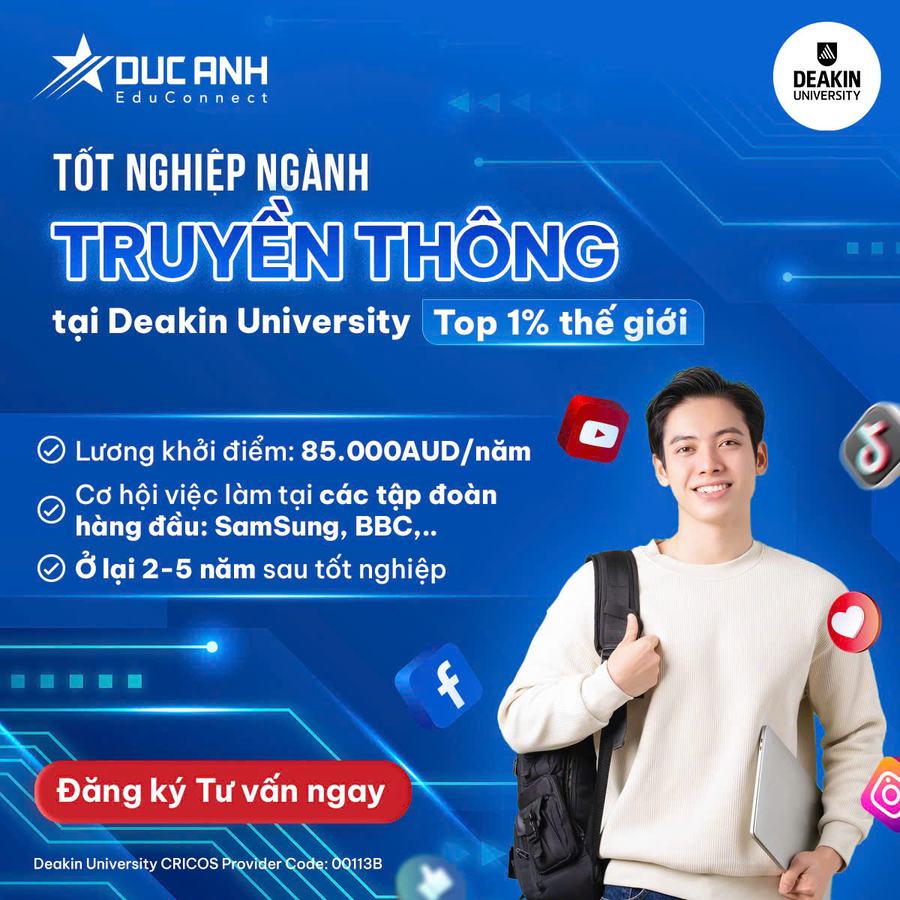 DUC ANH
EduConnect
DEAKIN
UNIVERSITY
TỐT NGHIỆP NGÀNH
TRUYỀN THÔNG
tại Deakin University Top 1% thế giới
Lương khởi điểm: 85.000AUD/năm
Cơ hội việc làm tại các tập đoàn
hàng đầu: SamSung, BBC,..
Ở lại 2-5 năm sau tốt nghiệp
Đăng ký Tư vấn ngay
Deakin University CRICOS Provider Code: 00113B